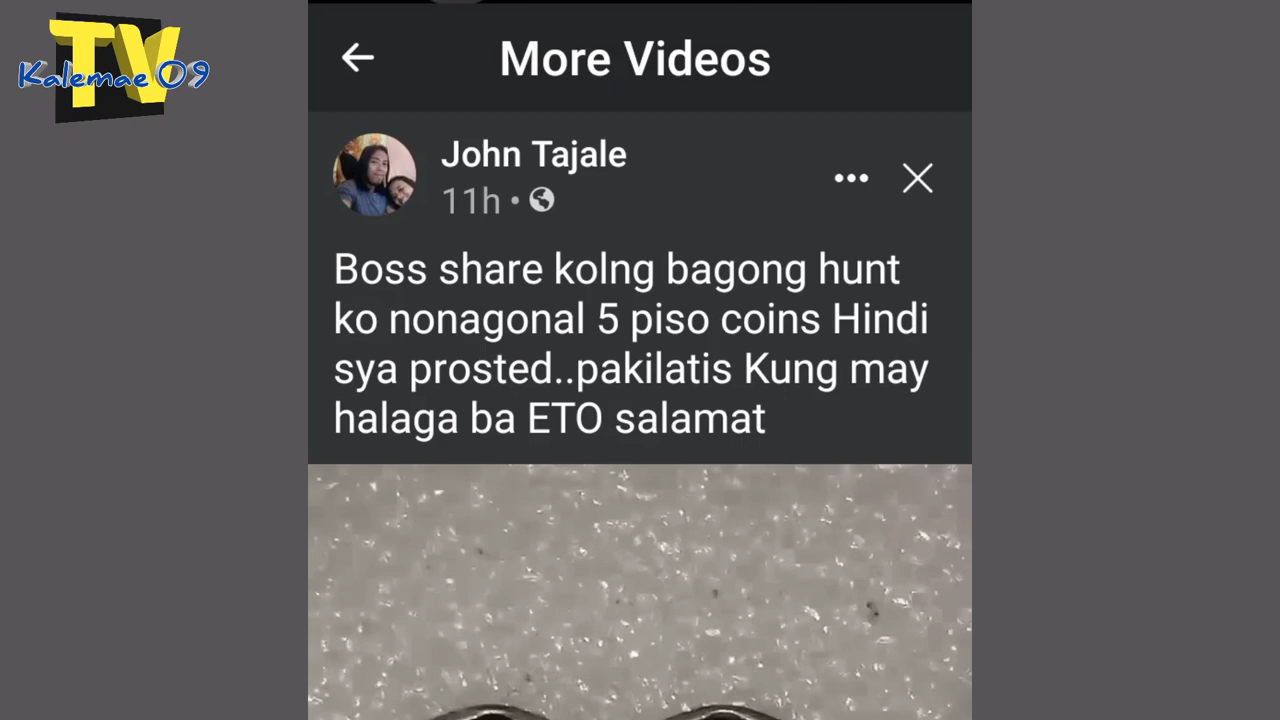 TV
Kalemae 09
More Videos
John Tajale
11h •
Boss share kolng bagong hunt
ko nonagonal 5 piso coins Hindi
sya prosted..pakilatis Kung may
halaga ba ETO salamat